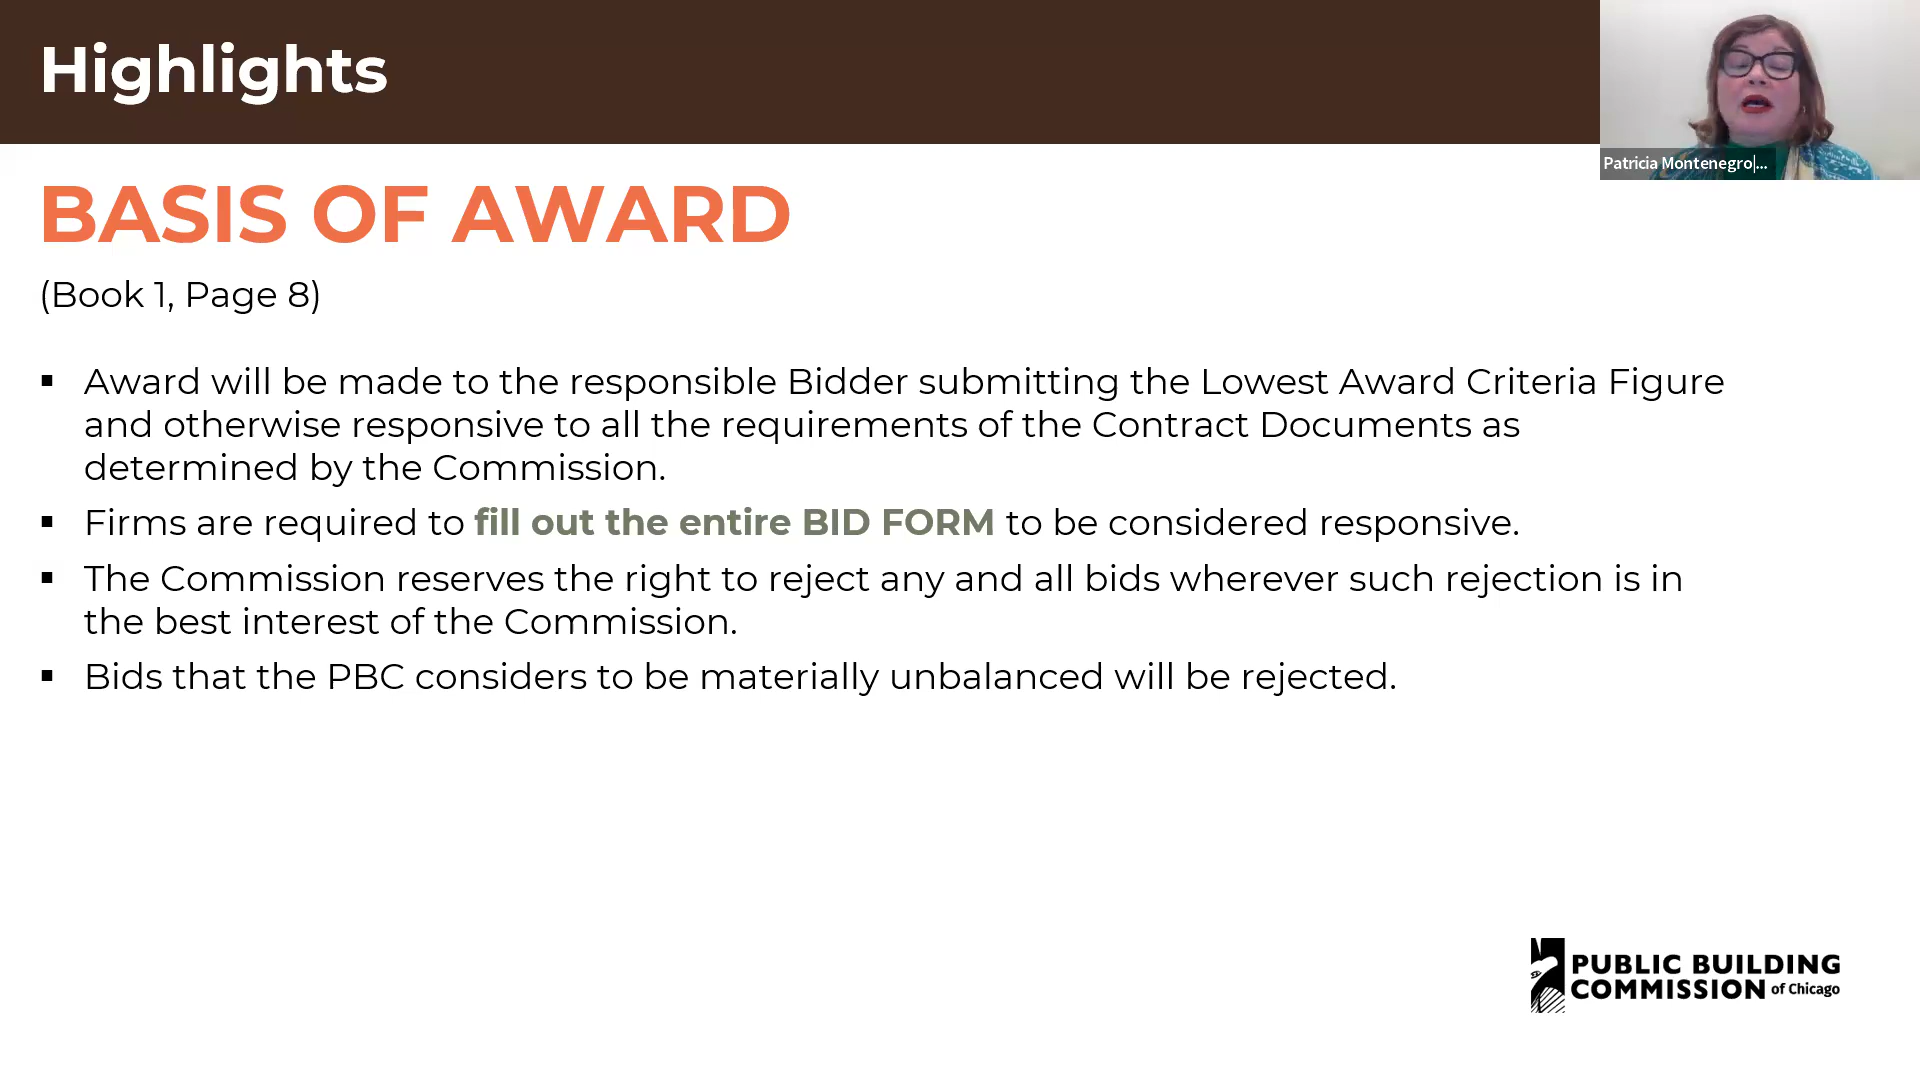 Highlights
Patricia Montenegro|...
BASIS OF AWARD
(Book 1, Page 8)
▪ Award will be made to the responsible Bidder submitting the Lowest Award Criteria Figure
and otherwise responsive to all the requirements of the Contract Documents as
determined by the Commission.
▪ Firms are required to fill out the entire BID FORM to be considered responsive.
▪ The Commission reserves the right to reject any and all bids wherever such rejection is in
the best interest of the Commission.
▪ Bids that the PBC considers to be materially unbalanced will be rejected.
PUBLIC BUILDING
COMMISSION of Chicago